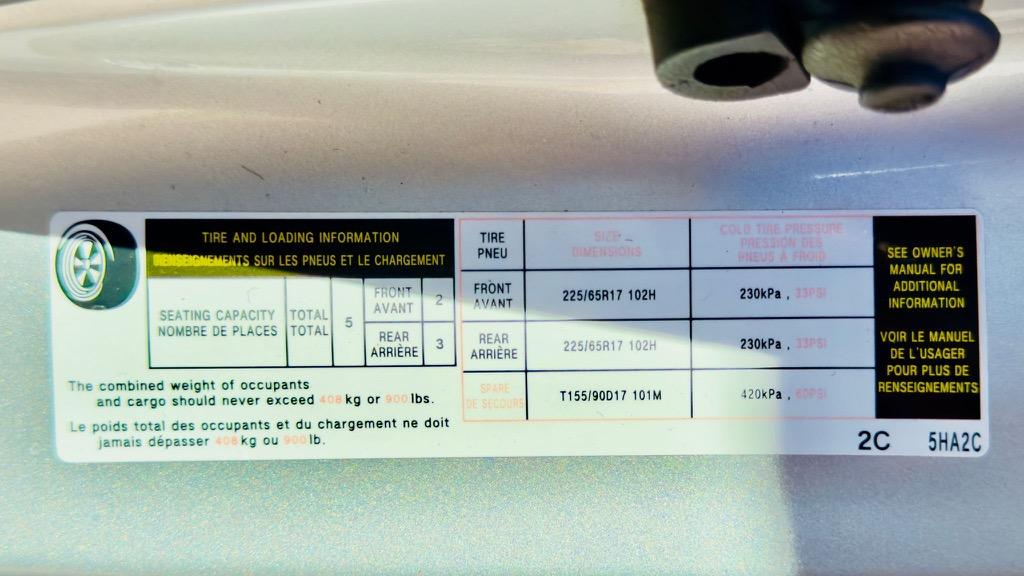 TIRE AND LOADING INFORMATION
RENSEIGNEMENTS SUR LES PNEUS ET LE CHARGEMENT
SEATING CAPACITY
NOMBRE DE PLACES
TOTAL
TOTAL
5
FRONT
AVANT
2
REAR
ARRIÈRE
3
The combined weight of occupants
and cargo should never exceed 408 kg or 900 lbs.
Le poids total des occupants et du chargement ne doit
jamais dépasser 408 kg ou 900 lb.
TIRE
PNEU
SIZE
DIMENSIONS
COLD TIRE PRESSURE
PRESSION DES
PNEUS À FROID
FRONT
AVANT
225/65R17 102H
230kPa , 33PSI
REAR
ARRIÈRE
225/65R17 102H
230kPa , 33PSI
SPARE
DE SECOURS
T155/90D17 101M
420kPa , 60PSI
SEE OWNER'S
MANUAL FOR
ADDITIONAL
INFORMATION
VOIR LE MANUEL
DE L'USAGER
POUR PLUS DE
RENSEIGNEMENTS
2C 5HA2C